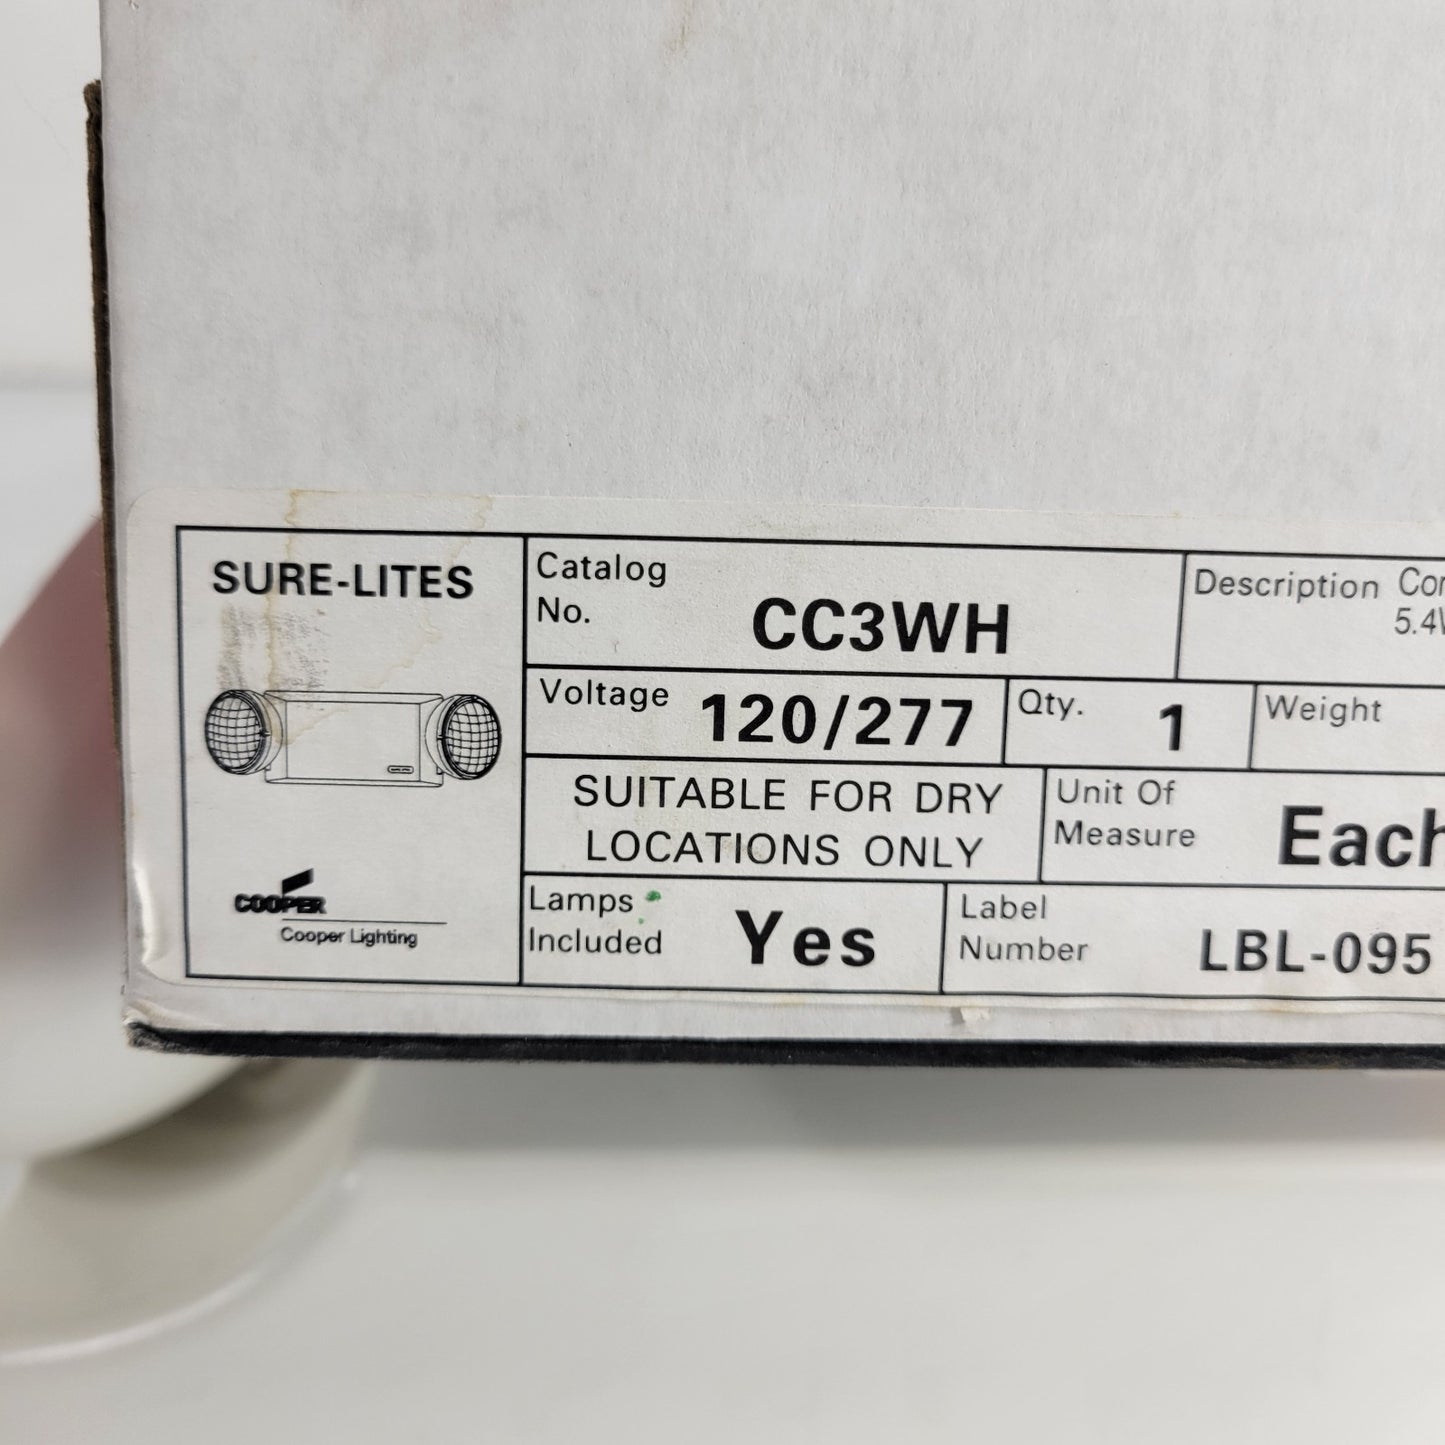 SURE-LITES
COOPER
Cooper Lighting
Catalog
No.
CC3WH
Description
5.4
Voltage 120/277
Qty. 1
Weight
SUITABLE FOR DRY
LOCATIONS ONLY
Unit Of
Measure
Each
Lamps
Included
Yes
Label
Number
LBL-095